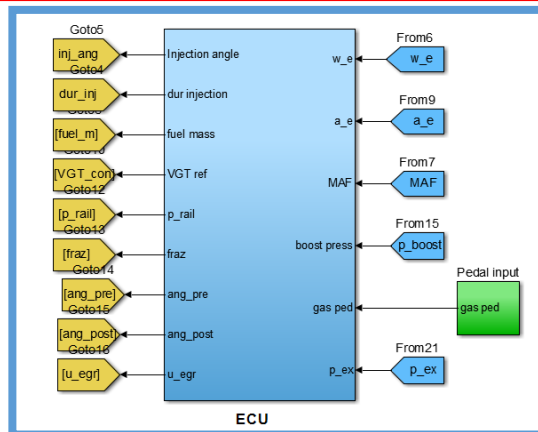 Goto5
inj_ang
Goto4
dur_inj
[fuel_m]
[VGT_con]
Goto12
[p_rail]
Goto13
[fraz]
Goto14
[ang_pre]
Goto15
[ang_post]
Goto16
[u_egr]
Injection angle
dur injection
fuel mass
VGT ref
p_rail
fraz
ang_pre
ang_post
u_egr
w_e
a_e
MAF
boost press
gas ped
p_ex
ECU
From6
w_e
From9
a_e
From7
MAF
From15
p_boost
Pedal input
gas ped
From21
p_ex